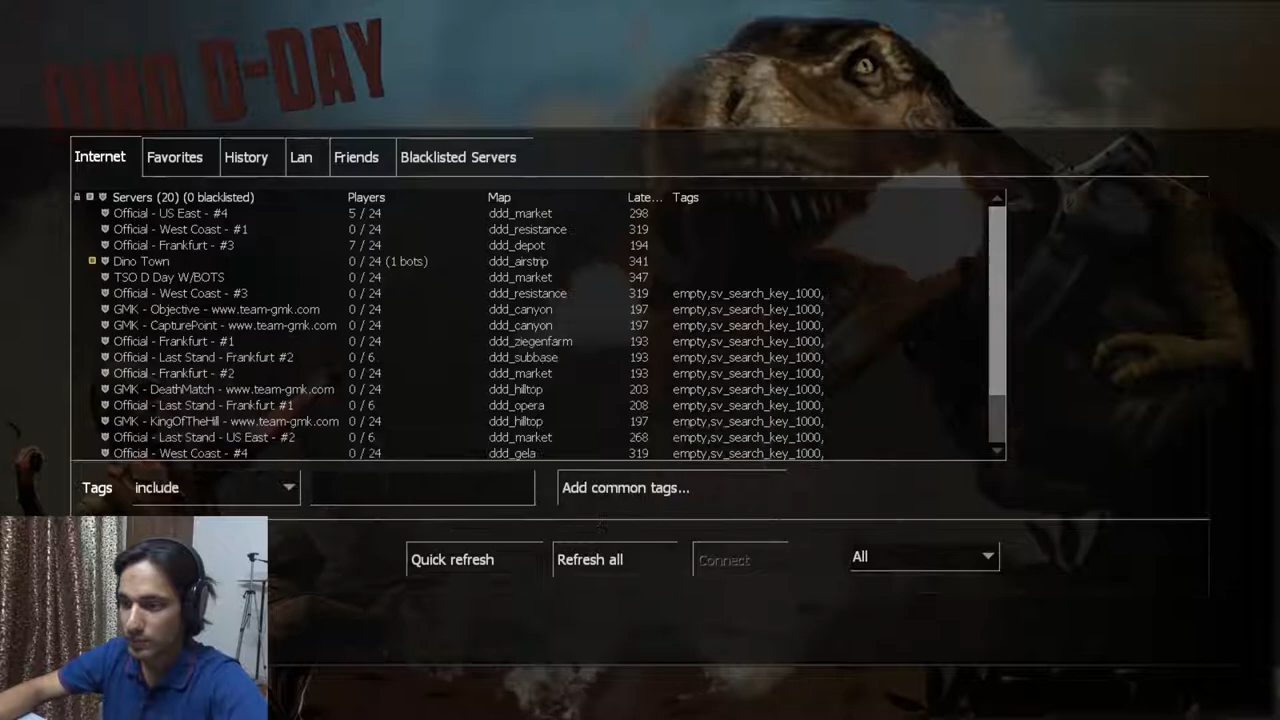 DINO D-DAY
Internet Favorites History Lan Friends Blacklisted Servers
Servers (20) (0 blacklisted) Players Map Late... Tags
Official - US East - #4 5 / 24 ddd_market 298
Official - West Coast - #1 0 / 24 ddd_resistance 319
Official - Frankfurt - #3 7 / 24 ddd_depot 194
Dino Town 0 / 24 (1 bots) ddd_airstrip 341
TSO D Day W/BOTS 0 / 24 ddd_market 347
Official - West Coast - #3 0 / 24 ddd_resistance 319 empty,sv_search_key_1000,
GMK - Objective - www.team-gmk.com 0 / 24 ddd_canyon 197 empty,sv_search_key_1000,
GMK - CapturePoint - www.team-gmk.com 0 / 24 ddd_canyon 197 empty,sv_search_key_1000,
Official - Frankfurt - #1 0 / 24 ddd_ziegenfarm 193 empty,sv_search_key_1000,
Official - Last Stand - Frankfurt #2 0 / 6 ddd_subbase 193 empty,sv_search_key_1000,
Official - Frankfurt - #2 0 / 24 ddd_market 193 empty,sv_search_key_1000,
GMK - DeathMatch - www.team-gmk.com 0 / 24 ddd_hilltop 203 empty,sv_search_key_1000,
Official - Last Stand - Frankfurt #1 0 / 6 ddd_opera 208 empty,sv_search_key_1000,
GMK - KingOfTheHill - www.team-gmk.com 0 / 24 ddd_hilltop 197 empty,sv_search_key_1000,
Official - Last Stand - US East - #2 0 / 6 ddd_market 268 empty,sv_search_key_1000,
Official - West Coast - #4 0 / 24 ddd_gela 319 empty,sv_search_key_1000,
Tags include Add common tags...
Quick refresh Refresh all Connect All